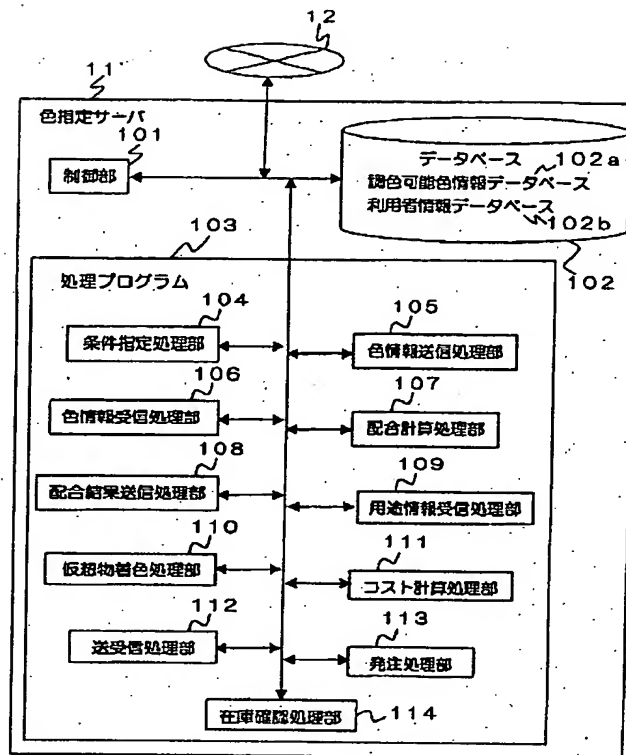 12
11
色指定サーバ
101
制御部
データベース
102a
調色可能色情報データベース
利用者情報データベース
102b
102
103
処理プログラム
104
条件指定処理部
105
色情報送信処理部
106
色情報受信処理部
107
配合計算処理部
108
配合結果送信処理部
109
用途情報受信処理部
110
仮想物着色処理部
111
コスト計算処理部
112
送受信処理部
113
発注処理部
在庫確認処理部
114